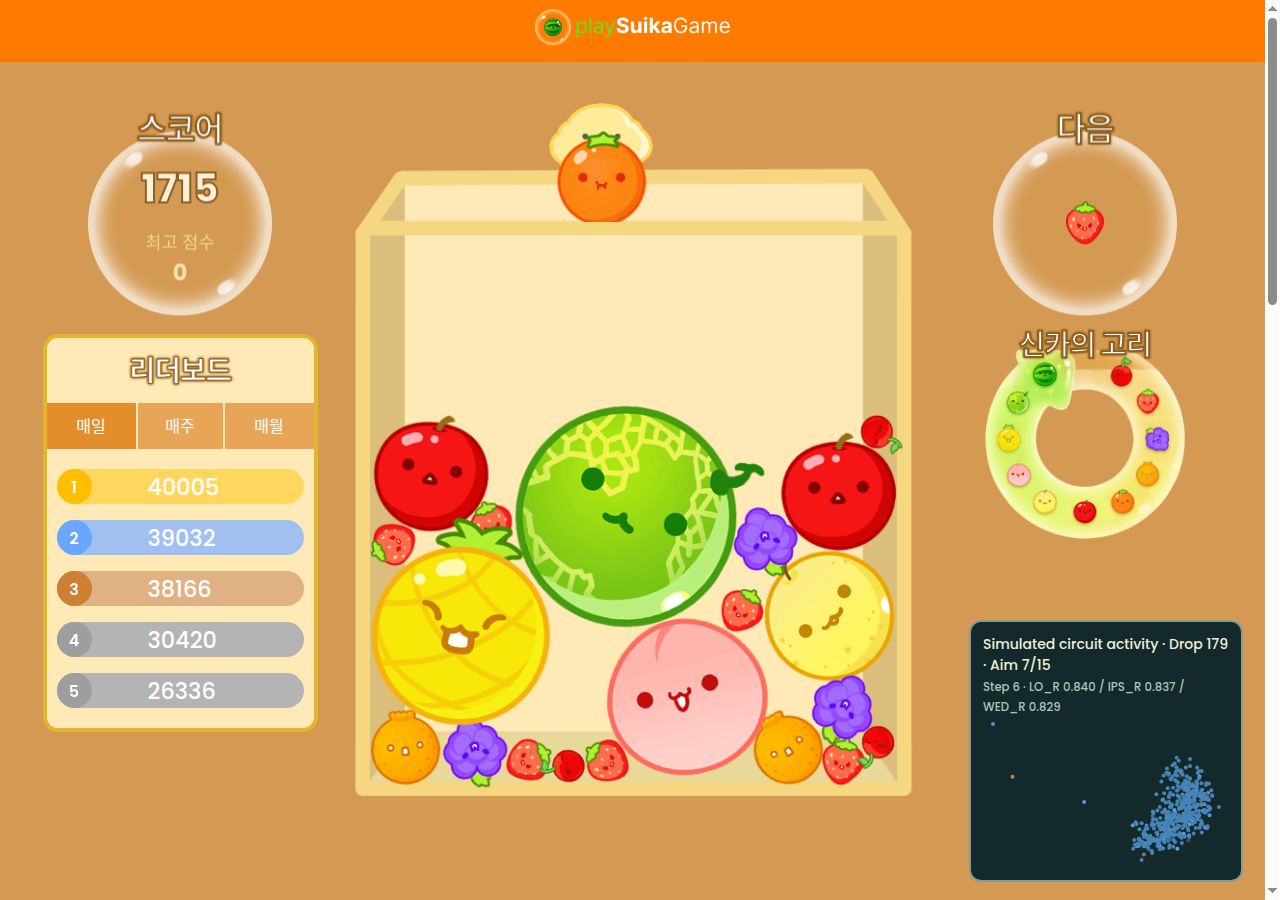 playSuikaGame
스코어
1715
최고 점수
0
다음
신카의 고리
리더보드
매일
매주
매월
1 40005
2 39032
3 38166
4 30420
5 26336
Simulated circuit activity · Drop 179
· Aim 7/15
Step 6 · LO_R 0.840 / IPS_R 0.837 /
WED_R 0.829